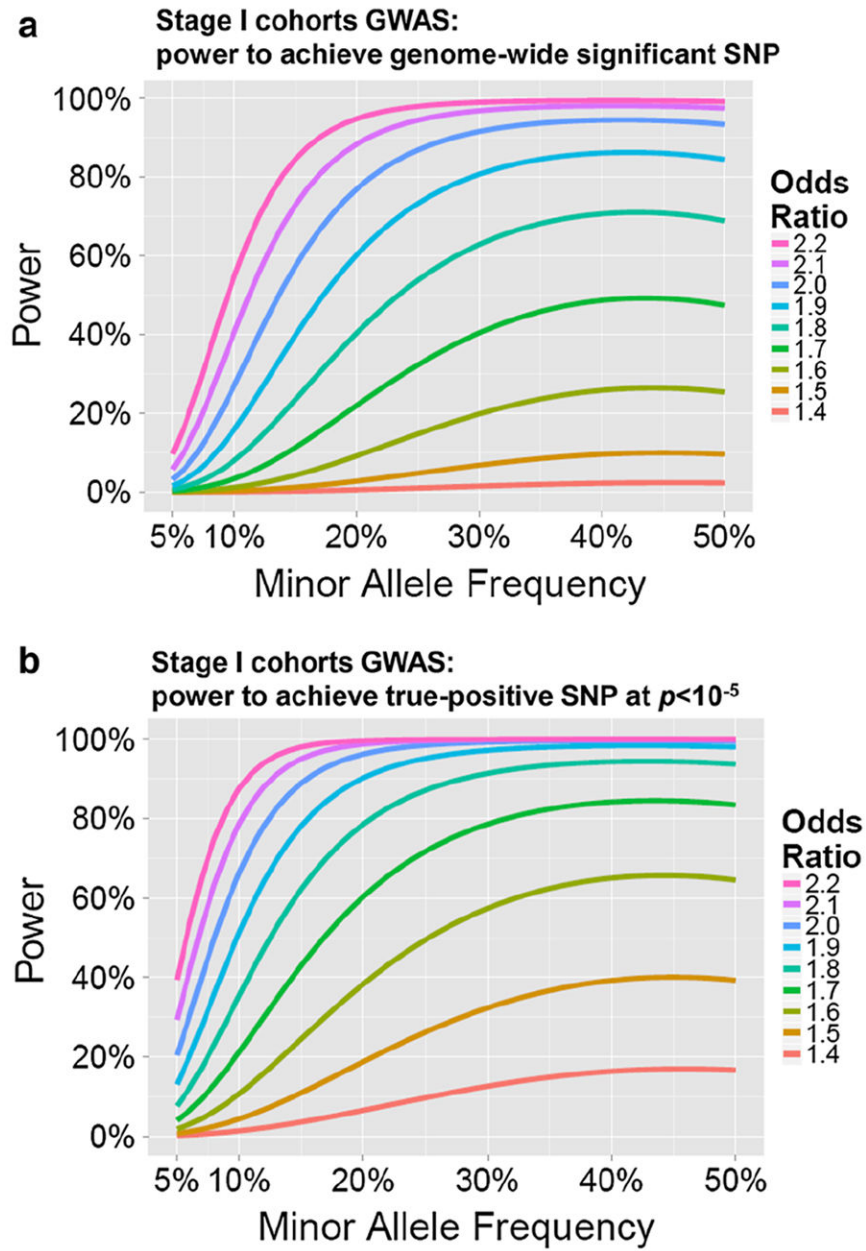 a
Stage I cohorts GWAS:
power to achieve genome-wide significant SNP
100%
80%
60%
40%
20%
0%
Power
5% 10% 20% 30% 40% 50%
Minor Allele Frequency
Odds
Ratio
2.2
2.1
2.0
1.9
1.8
1.7
1.6
1.5
1.4
b
Stage I cohorts GWAS:
power to achieve true-positive SNP at p<10⁻⁵
100%
80%
60%
40%
20%
0%
Power
5% 10% 20% 30% 40% 50%
Minor Allele Frequency
Odds
Ratio
2.2
2.1
2.0
1.9
1.8
1.7
1.6
1.5
1.4